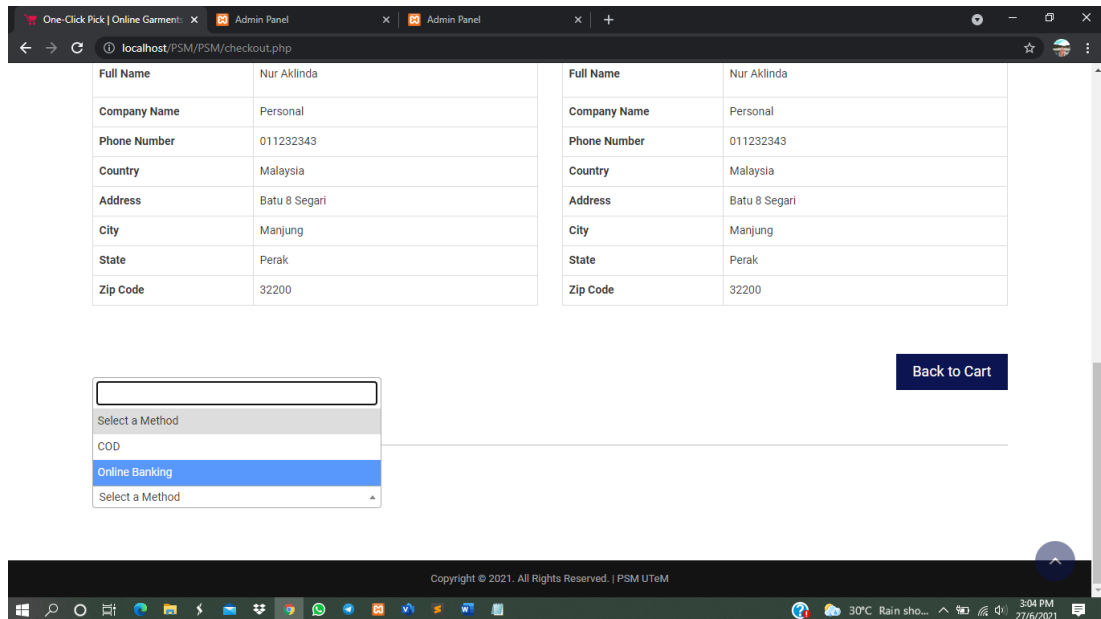 One-Click Pick | Online Garments
Admin Panel
Admin Panel
localhost/PSM/PSM/checkout.php
Full Name Nur Aklinda Full Name Nur Aklinda
Company Name Personal Company Name Personal
Phone Number 011232343 Phone Number 011232343
Country Malaysia Country Malaysia
Address Batu 8 Segari Address Batu 8 Segari
City Manjung City Manjung
State Perak State Perak
Zip Code 32200 Zip Code 32200
Back to Cart
Select a Method
COD
Online Banking
Select a Method
Copyright © 2021. All Rights Reserved. | PSM UTeM
30°C Rain sho...
3:04 PM
27/6/2021